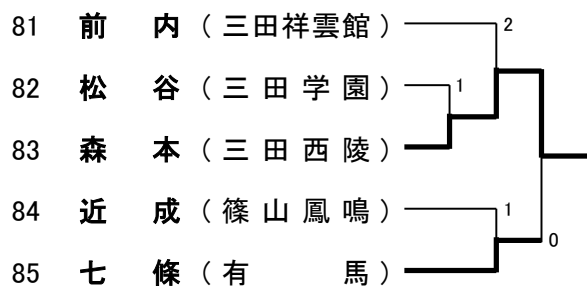 81 前 内 (三田祥雲館) 2
82 松 谷 (三 田 学 園) 1
83 森 本 (三 田 西 陵)
84 近 成 (篠 山 鳳 鳴) 1
0
85 七 條 (有 馬)